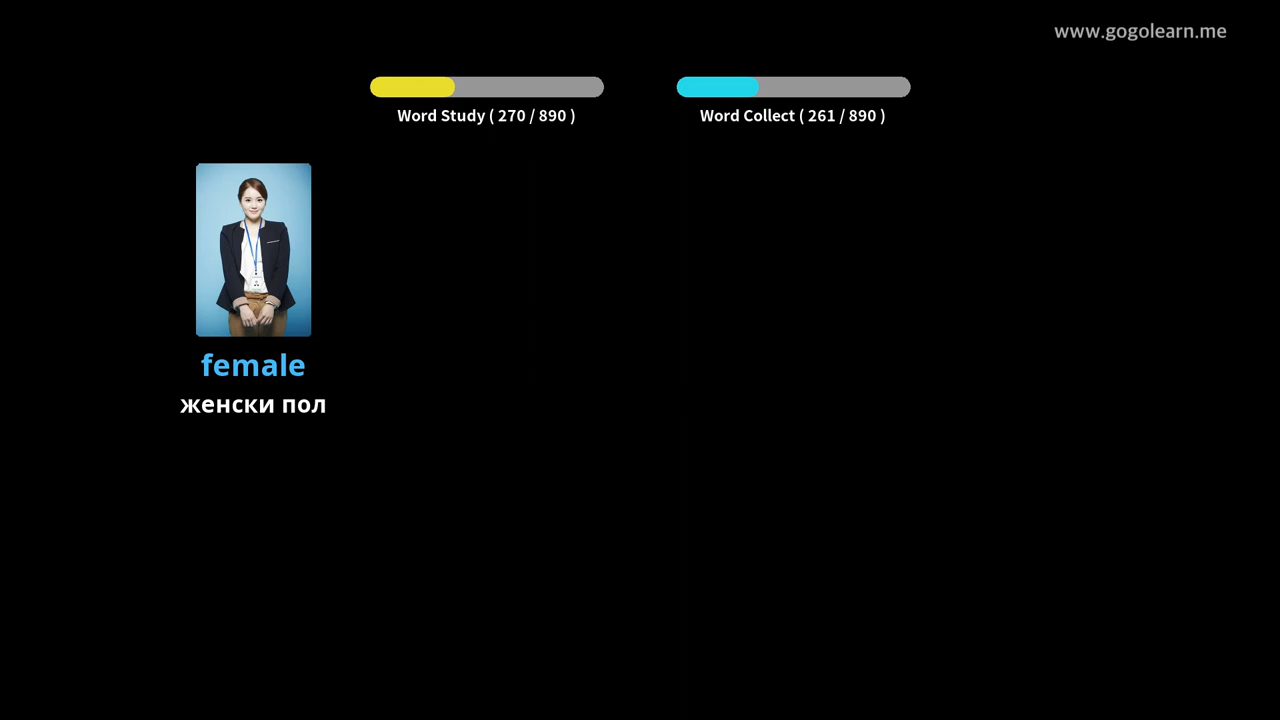 www.gogolearn.me
Word Study ( 270 / 890 )
Word Collect ( 261 / 890 )
female
женски пол